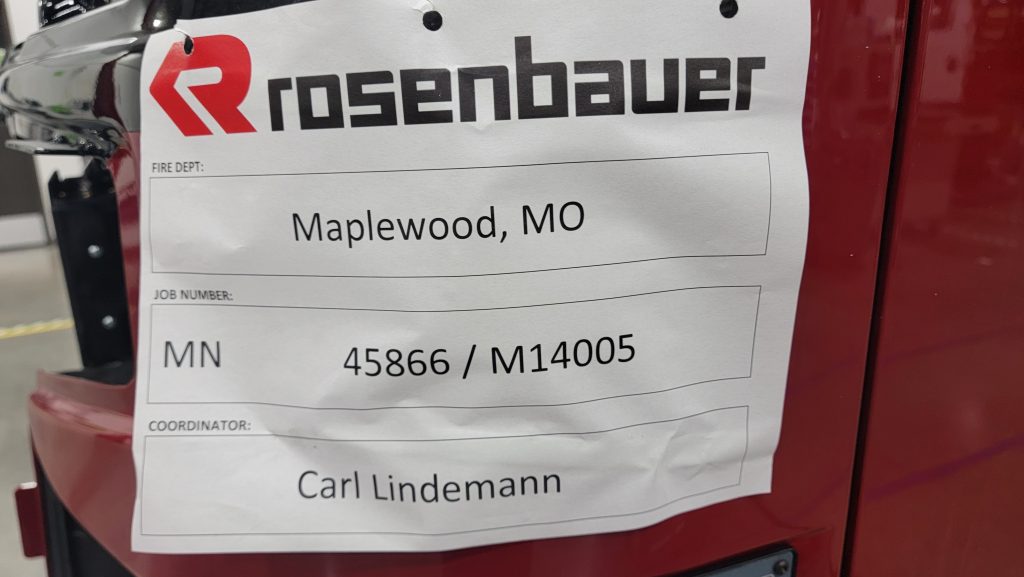 rosenbauer
FIRE DEPT:
Maplewood, MO
JOB NUMBER:
MN 45866 / M14005
COORDINATOR:
Carl Lindemann